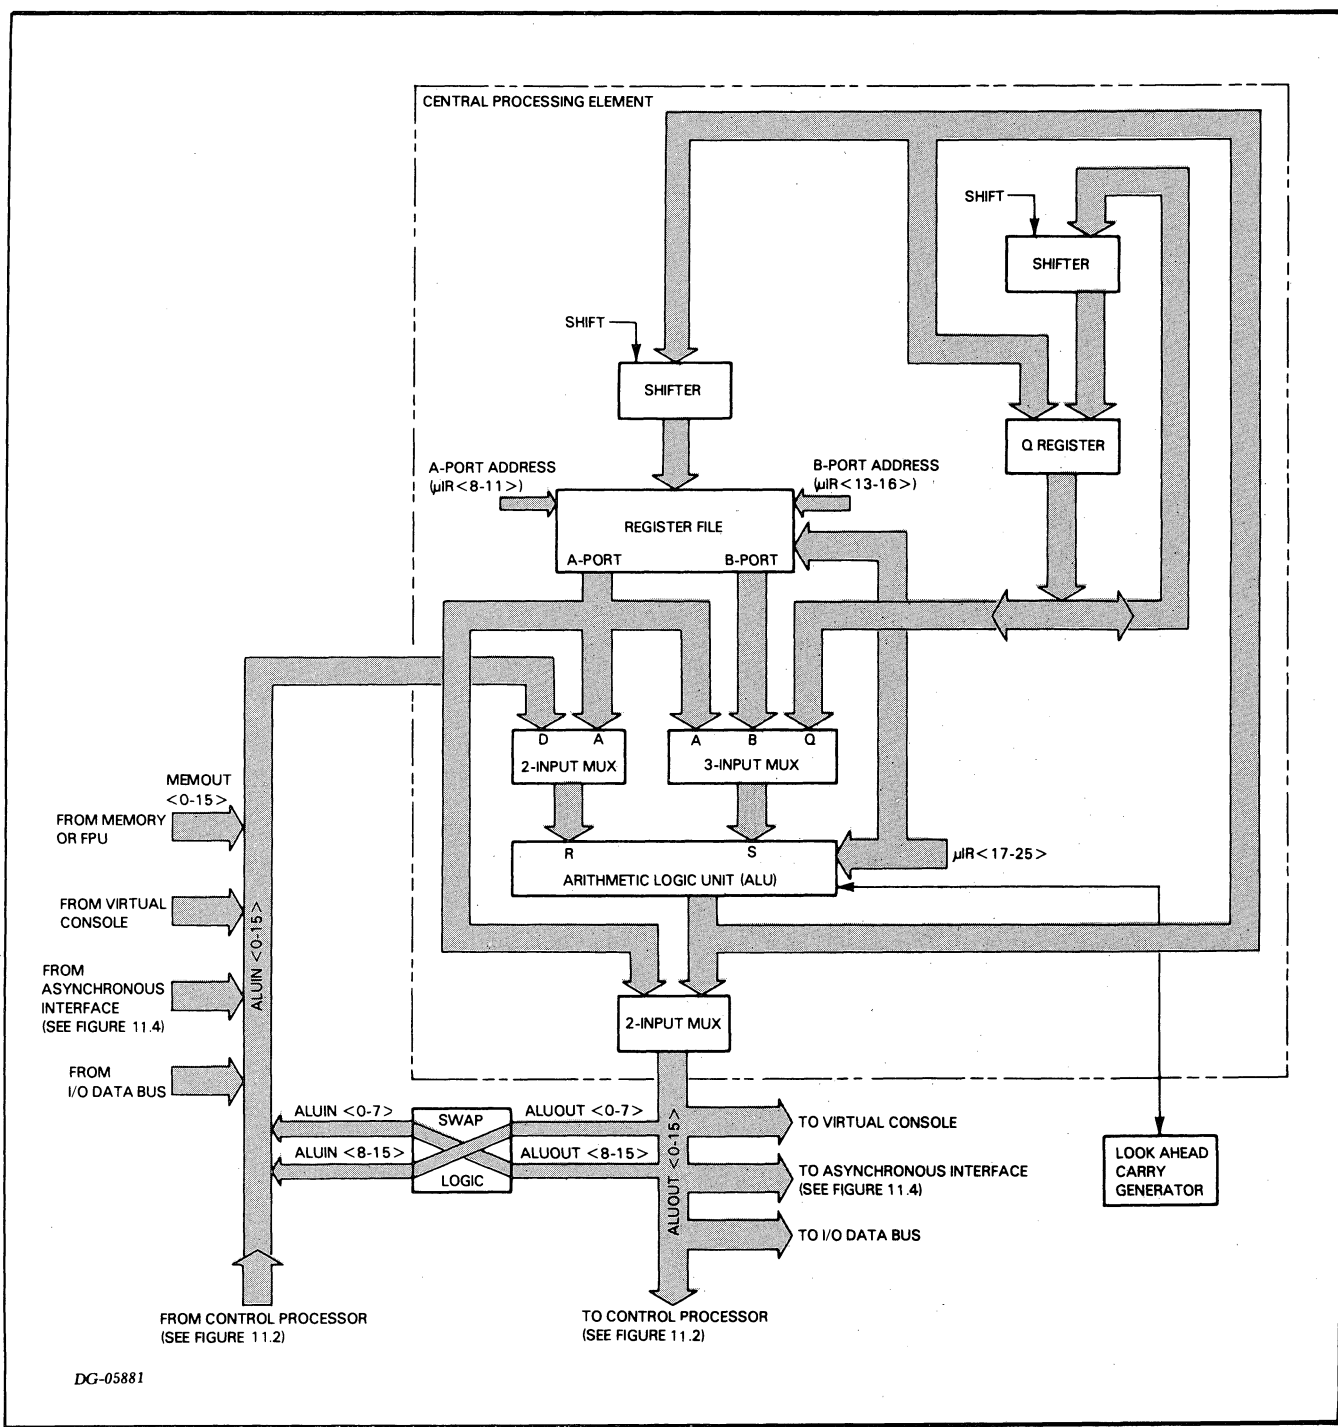 CENTRAL PROCESSING ELEMENT
SHIFT
SHIFTER
SHIFT
SHIFTER
Q REGISTER
A-PORT ADDRESS
(μIR<8-11>)
B-PORT ADDRESS
(μIR<13-16>)
REGISTER FILE
A-PORT
B-PORT
D
A
2-INPUT MUX
A
B
Q
3-INPUT MUX
MEMOUT
<0-15>
FROM MEMORY
OR FPU
R
S
ARITHMETIC LOGIC UNIT (ALU)
μIR<17-25>
FROM VIRTUAL
CONSOLE
ALUIN <0-15>
FROM
ASYNCHRONOUS
INTERFACE
(SEE FIGURE 11.4)
2-INPUT MUX
FROM
I/O DATA BUS
ALUIN <0-7>
SWAP
LOGIC
ALUOUT <0-7>
ALUIN <8-15>
ALUOUT <8-15>
ALUOUT <0-15>
TO VIRTUAL CONSOLE
TO ASYNCHRONOUS INTERFACE
(SEE FIGURE 11.4)
TO I/O DATA BUS
LOOK AHEAD
CARRY
GENERATOR
FROM CONTROL PROCESSOR
(SEE FIGURE 11.2)
TO CONTROL PROCESSOR
(SEE FIGURE 11.2)
DG-05881